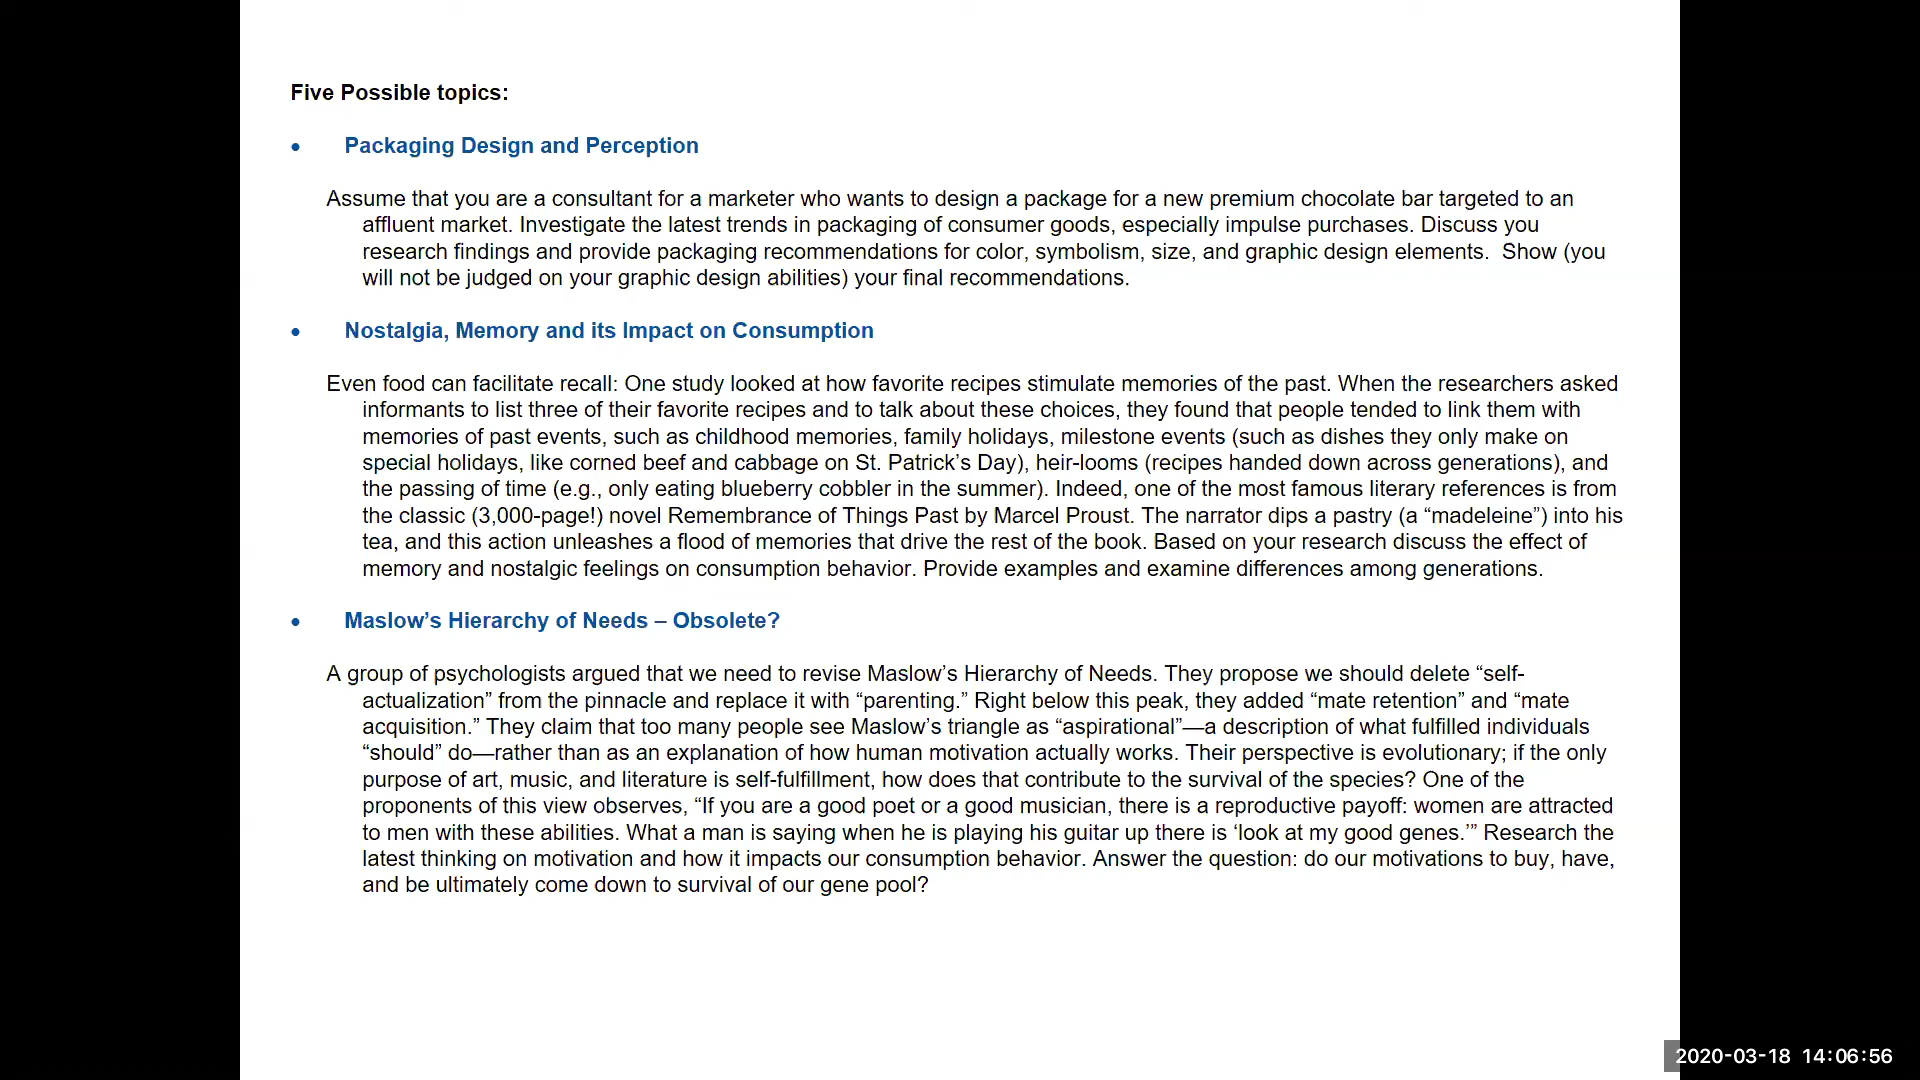 Five Possible topics:
• Packaging Design and Perception
Assume that you are a consultant for a marketer who wants to design a package for a new premium chocolate bar targeted to an
affluent market. Investigate the latest trends in packaging of consumer goods, especially impulse purchases. Discuss you
research findings and provide packaging recommendations for color, symbolism, size, and graphic design elements.  Show (you
will not be judged on your graphic design abilities) your final recommendations.
• Nostalgia, Memory and its Impact on Consumption
Even food can facilitate recall: One study looked at how favorite recipes stimulate memories of the past. When the researchers asked
informants to list three of their favorite recipes and to talk about these choices, they found that people tended to link them with
memories of past events, such as childhood memories, family holidays, milestone events (such as dishes they only make on
special holidays, like corned beef and cabbage on St. Patrick’s Day), heir-looms (recipes handed down across generations), and
the passing of time (e.g., only eating blueberry cobbler in the summer). Indeed, one of the most famous literary references is from
the classic (3,000-page!) novel Remembrance of Things Past by Marcel Proust. The narrator dips a pastry (a “madeleine”) into his
tea, and this action unleashes a flood of memories that drive the rest of the book. Based on your research discuss the effect of
memory and nostalgic feelings on consumption behavior. Provide examples and examine differences among generations.
• Maslow’s Hierarchy of Needs – Obsolete?
A group of psychologists argued that we need to revise Maslow’s Hierarchy of Needs. They propose we should delete “self-
actualization” from the pinnacle and replace it with “parenting.” Right below this peak, they added “mate retention” and “mate
acquisition.” They claim that too many people see Maslow’s triangle as “aspirational”—a description of what fulfilled individuals
“should” do—rather than as an explanation of how human motivation actually works. Their perspective is evolutionary; if the only
purpose of art, music, and literature is self-fulfillment, how does that contribute to the survival of the species? One of the
proponents of this view observes, “If you are a good poet or a good musician, there is a reproductive payoff: women are attracted
to men with these abilities. What a man is saying when he is playing his guitar up there is ‘look at my good genes.’” Research the
latest thinking on motivation and how it impacts our consumption behavior. Answer the question: do our motivations to buy, have,
and be ultimately come down to survival of our gene pool?
2020-03-18 14:06:56